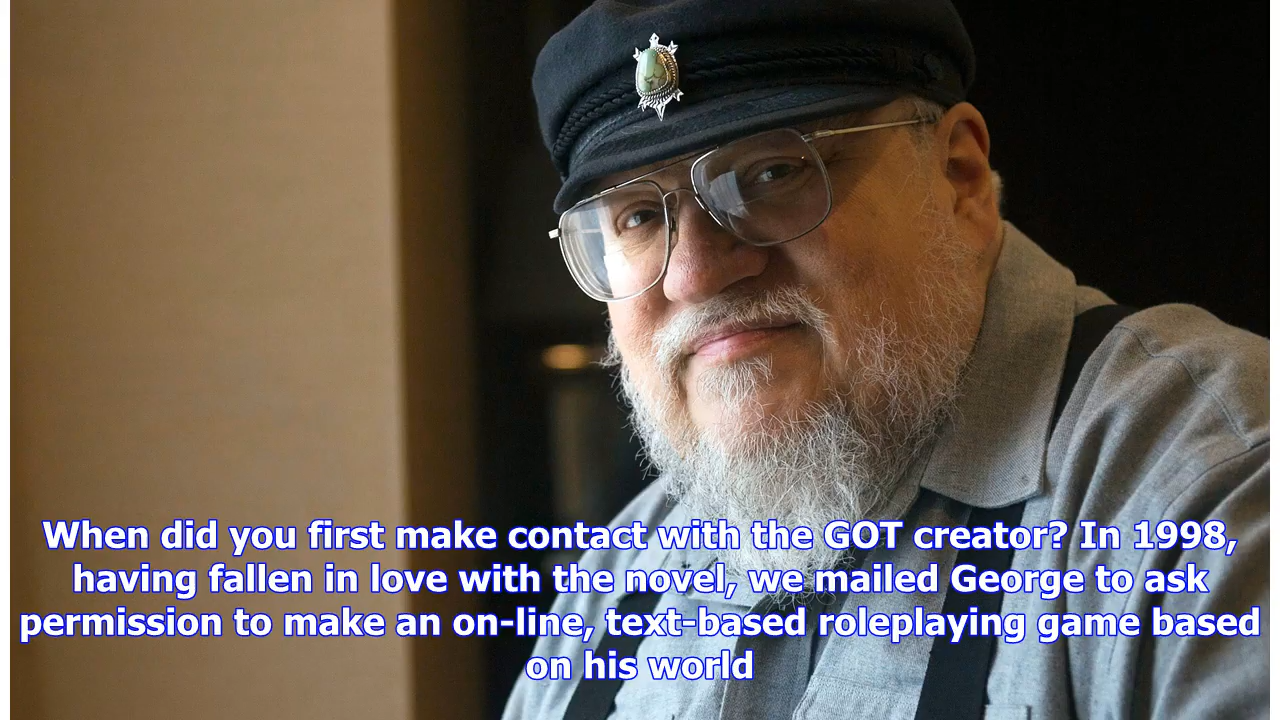 When did you first make contact with the GOT creator? In 1998,
having fallen in love with the novel, we mailed George to ask
permission to make an on-line, text-based roleplaying game based
on his world